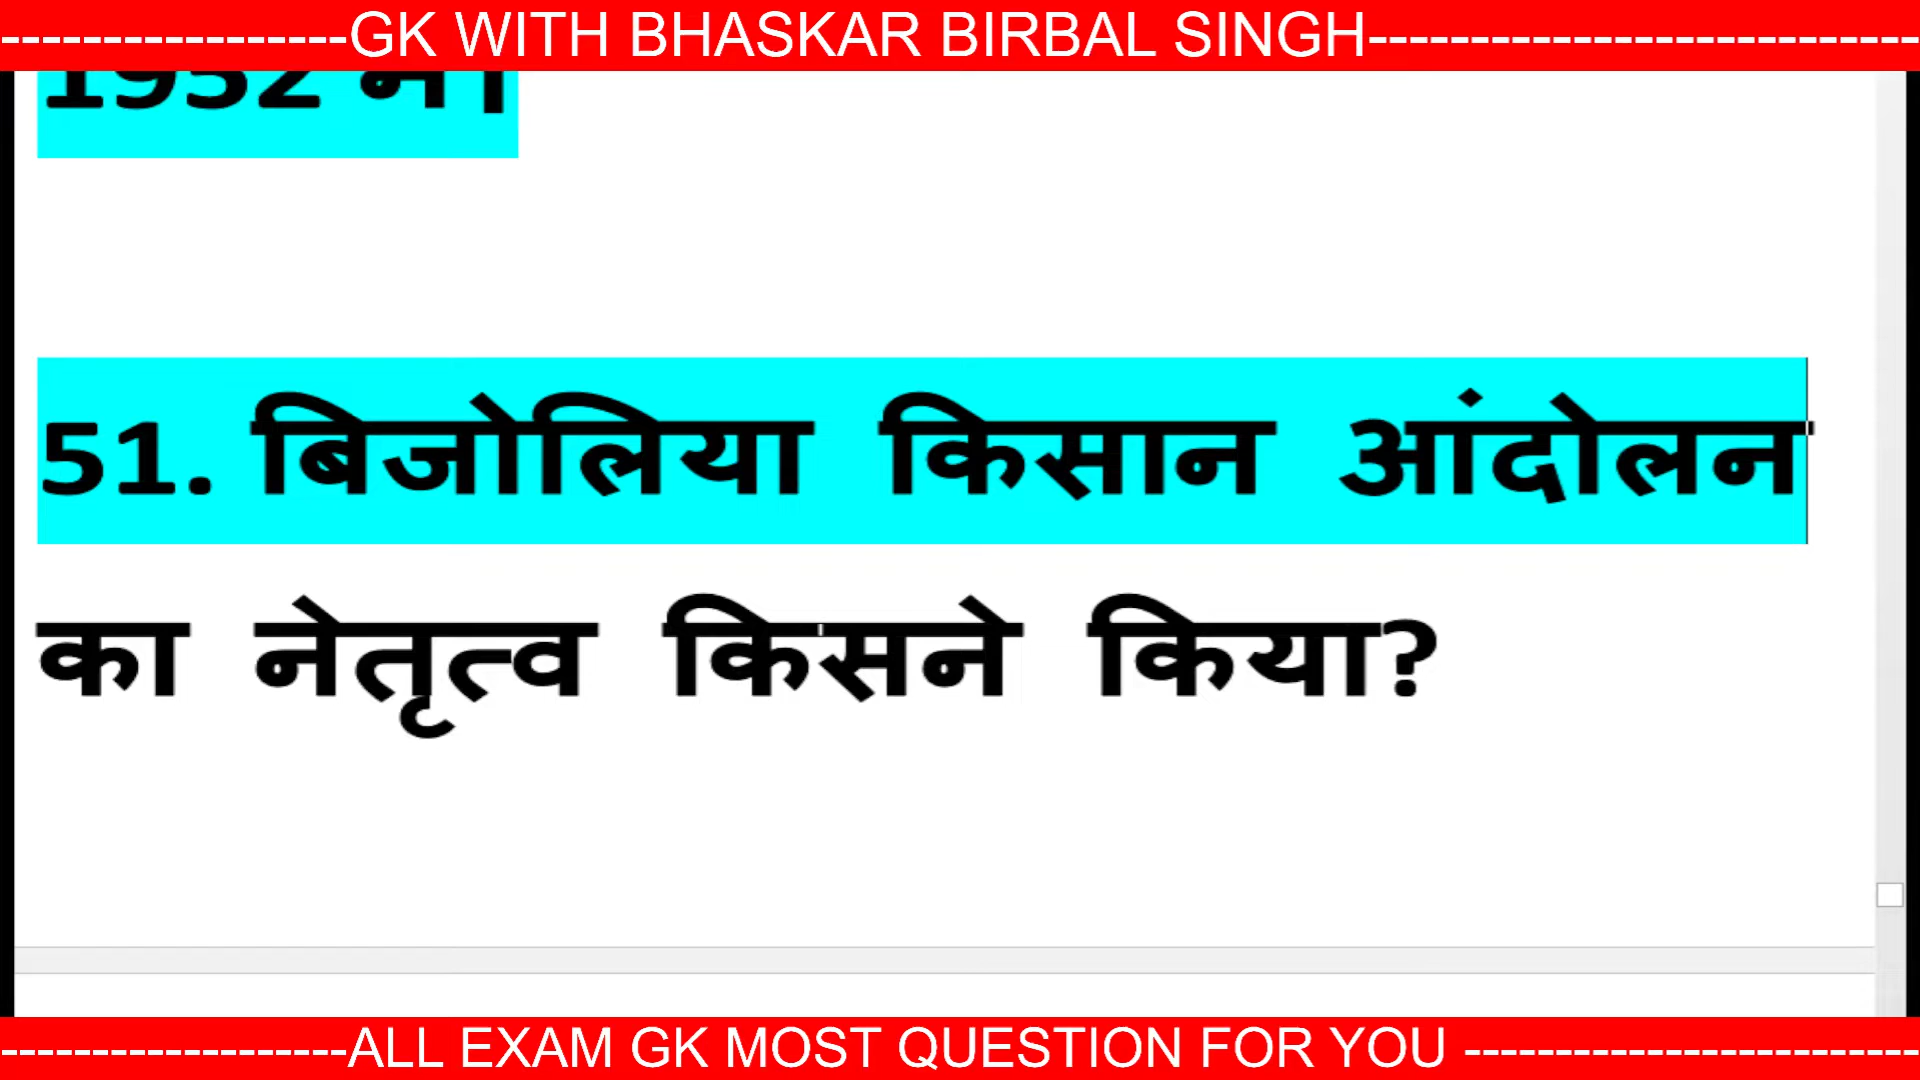 -----------------GK WITH BHASKAR BIRBAL SINGH---------------------------
51. बिजोलिया किसान आंदोलन
का नेतृत्व किसने किया?
-----------------ALL EXAM GK MOST QUESTION FOR YOU ----------------------